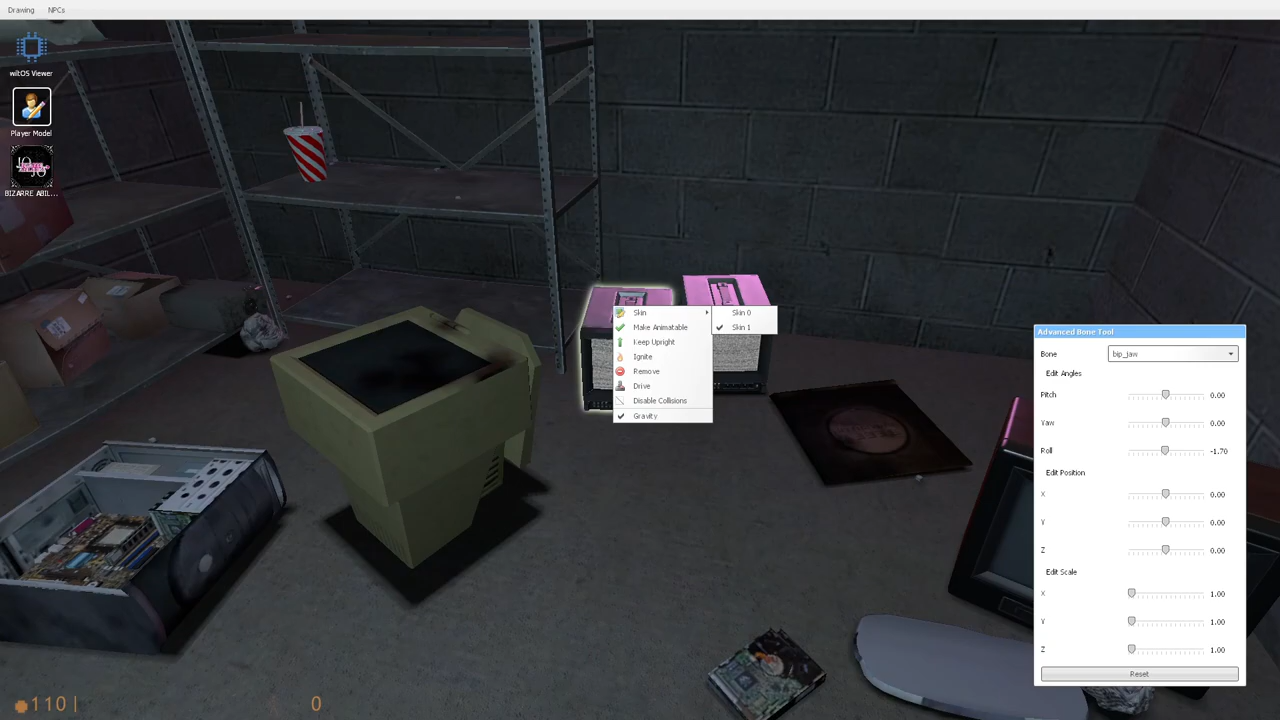 Drawing NPCs
wiltOS Viewer
Player Model
BIZARRE ABIL...
Skin
Make Animatable
Keep Upright
Ignite
Remove
Drive
Disable Collisions
Gravity
Skin 0
Skin 1
Advanced Bone Tool
Bone bip_jaw
Edit Angles
Pitch 0.00
Yaw 0.00
Roll -1.70
Edit Position
X 0.00
Y 0.00
Z 0.00
Edit Scale
X 1.00
Y 1.00
Z 1.00
Reset
110 | 0